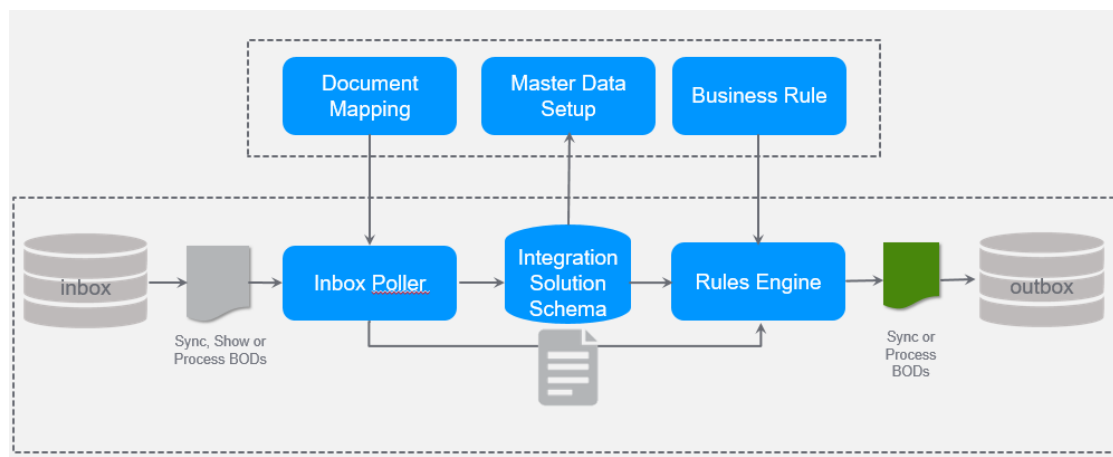 Document
Mapping
Master Data
Setup
Business Rule
inbox
Inbox Poller
Integration
Solution
Schema
Rules Engine
outbox
Sync, Show or
Process BODs
Sync or
Process
BODs